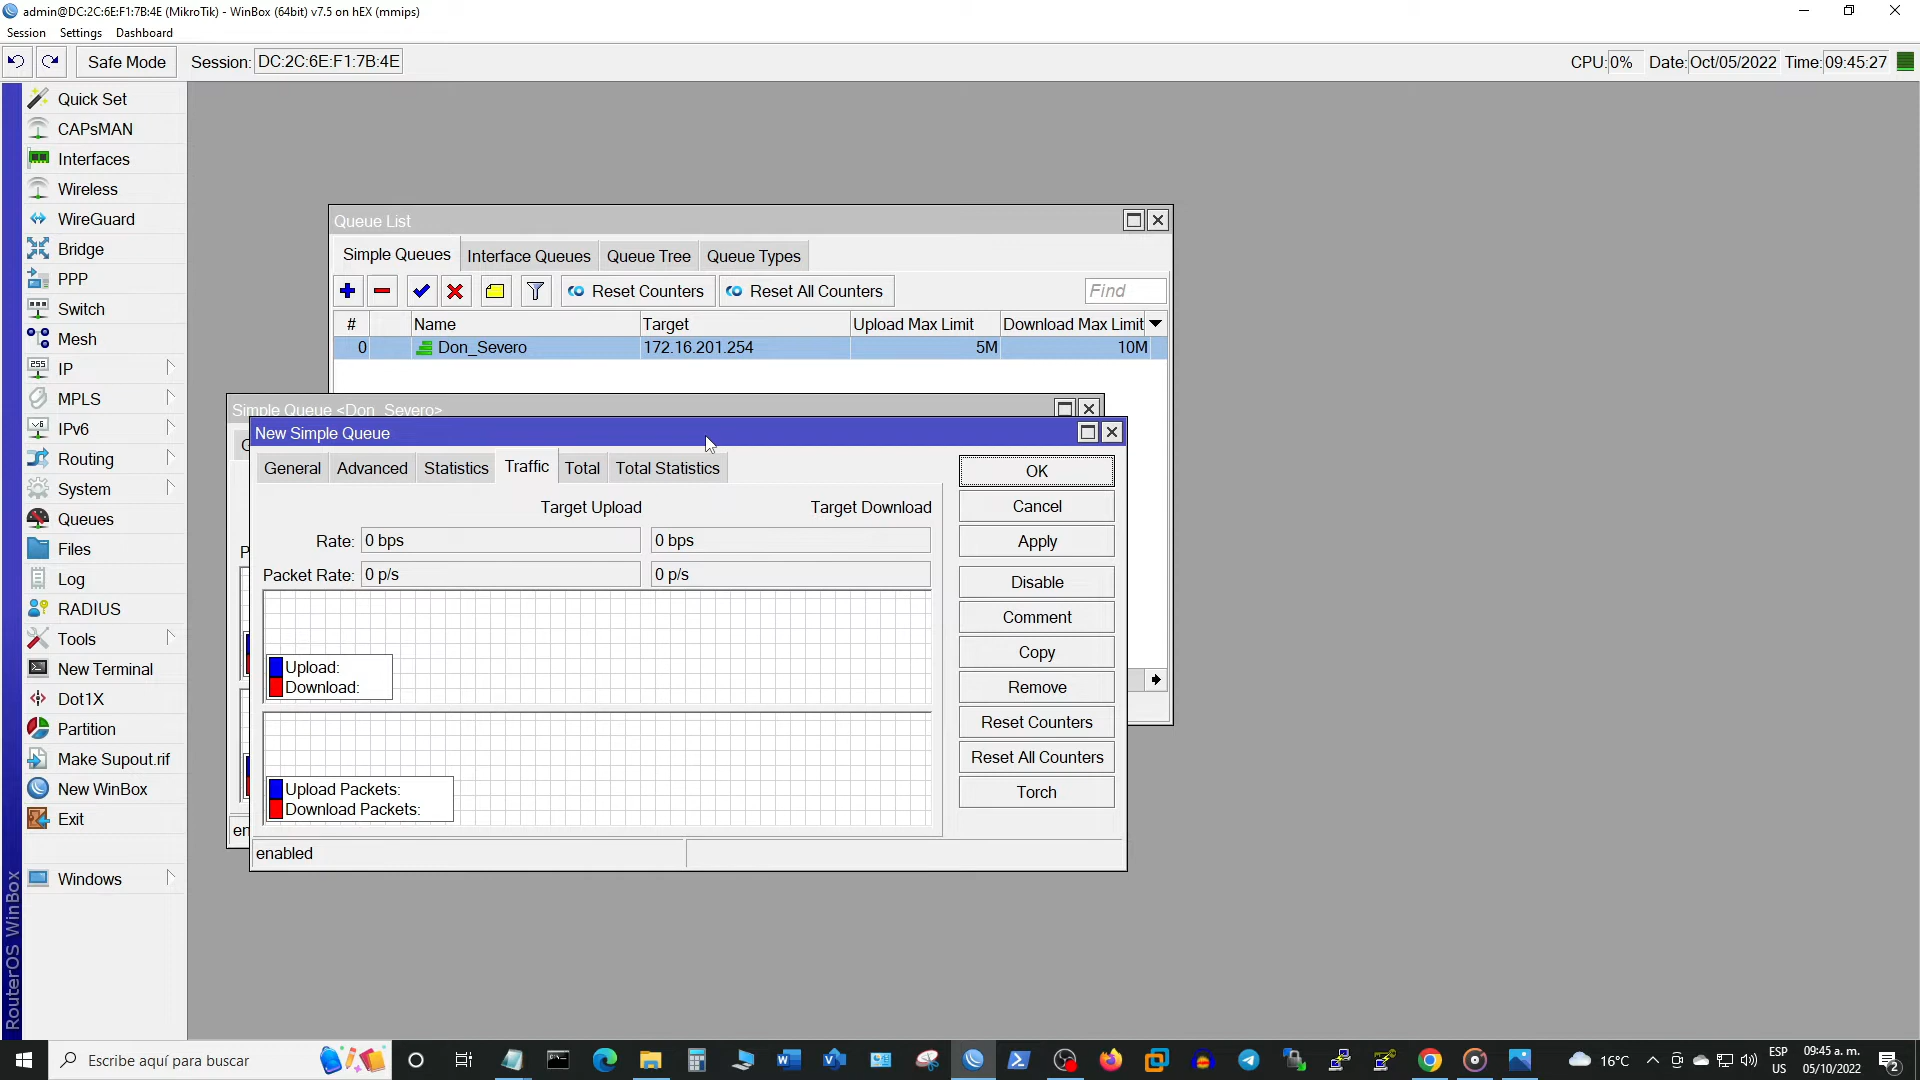 admin@DC:2C:6E:F1:7B:4E (MikroTik) - WinBox (64bit) v7.5 on hEX (mmips)
Session Settings Dashboard
Safe Mode Session: DC:2C:6E:F1:7B:4E CPU: 0% Date: Oct/05/2022 Time: 09:45:27
Quick Set
CAPsMAN
Interfaces
Wireless
WireGuard
Bridge
PPP
Switch
Mesh
IP
MPLS
IPv6
Routing
System
Queues
Files
Log
RADIUS
Tools
New Terminal
Dot1X
Partition
Make Supout.rif
New WinBox
Exit
Windows
RouterOS WinBox
Queue List
Simple Queues Interface Queues Queue Tree Queue Types
Reset Counters Reset All Counters Find
# Name Target Upload Max Limit Download Max Limit
0 Don_Severo 172.16.201.254 5M 10M
Simple Queue <Don_Severo>
en
New Simple Queue
General Advanced Statistics Traffic Total Total Statistics
Target Upload Target Download
Rate: 0 bps 0 bps
Packet Rate: 0 p/s 0 p/s
Upload:
Download:
Upload Packets:
Download Packets:
enabled
OK
Cancel
Apply
Disable
Comment
Copy
Remove
Reset Counters
Reset All Counters
Torch
Escribe aquí para buscar
16°C
ESP
US
09:45 a. m.
05/10/2022
2